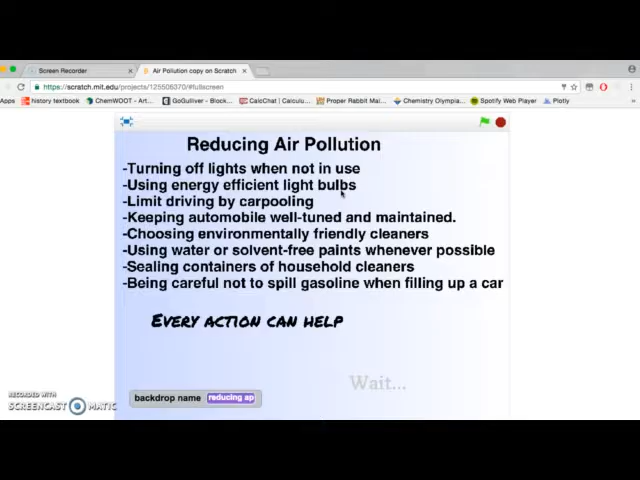 Screen Recorder
Air Pollution copy on Scratch
https://scratch.mit.edu/projects/125506370/#fullscreen
Apps
history textbook
ChemWOOT - Art...
GoGulliver - Brows...
CalcChat | Calculu...
Proper Rabbit Mai...
Chemistry Olympia...
Spotify Web Player
Plotly
Reducing Air Pollution
-Turning off lights when not in use
-Using energy efficient light bulbs
-Limit driving by carpooling
-Keeping automobile well-tuned and maintained.
-Choosing environmentally friendly cleaners
-Using water or solvent-free paints whenever possible
-Sealing containers of household cleaners
-Being careful not to spill gasoline when filling up a car
Every action can help
Wait...
backdrop name reducing ap
RECORDED WITH
SCREENCAST MATIC